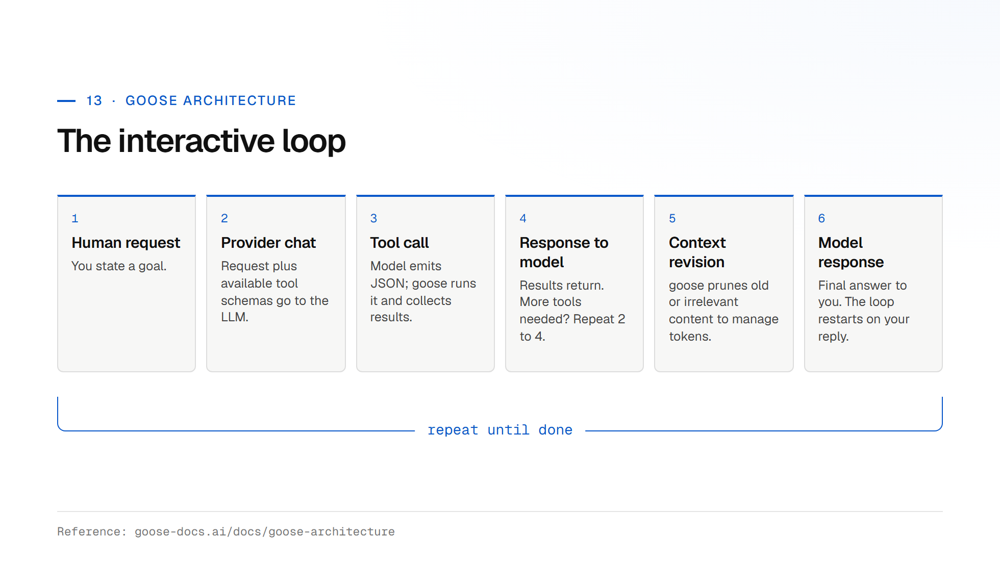 13 · GOOSE ARCHITECTURE
The interactive loop
1
Human request
You state a goal.
2
Provider chat
Request plus
available tool
schemas go to the
LLM.
3
Tool call
Model emits
JSON; goose runs
it and collects
results.
4
Response to
model
Results return.
More tools
needed? Repeat 2
to 4.
5
Context
revision
goose prunes old
or irrelevant
content to manage
tokens.
6
Model
response
Final answer to
you. The loop
restarts on your
reply.
repeat until done
Reference: goose-docs.ai/docs/goose-architecture